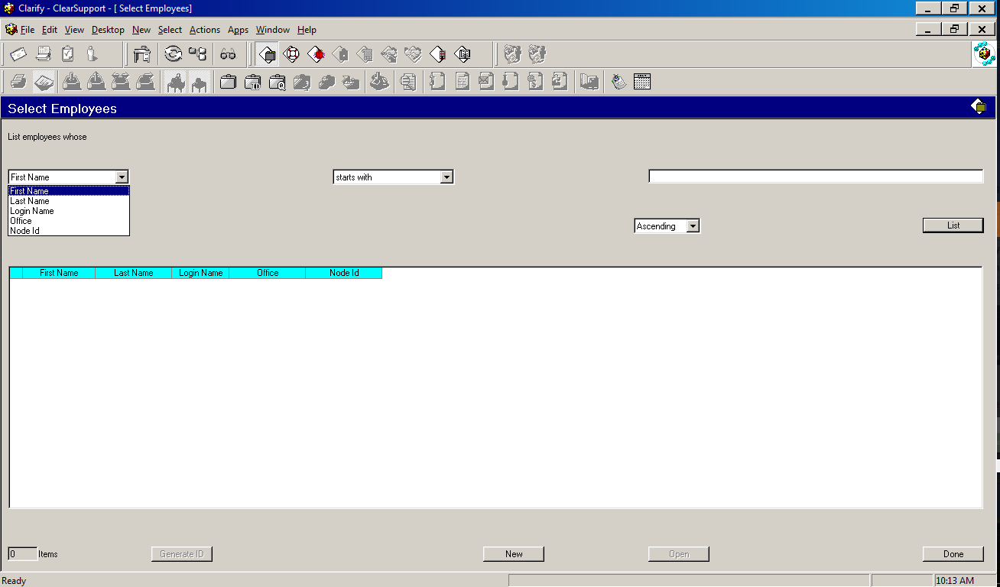 Clarify - ClearSupport - [ Select Employees]
File Edit View Desktop New Select Actions Apps Window Help
Select Employees
List employees whose
First Name starts with
First Name
Last Name
Login Name
Office
Node Id
Ascending List
First Name Last Name Login Name Office Node Id
0 Items Generate ID New Open Done
Ready 10:13 AM